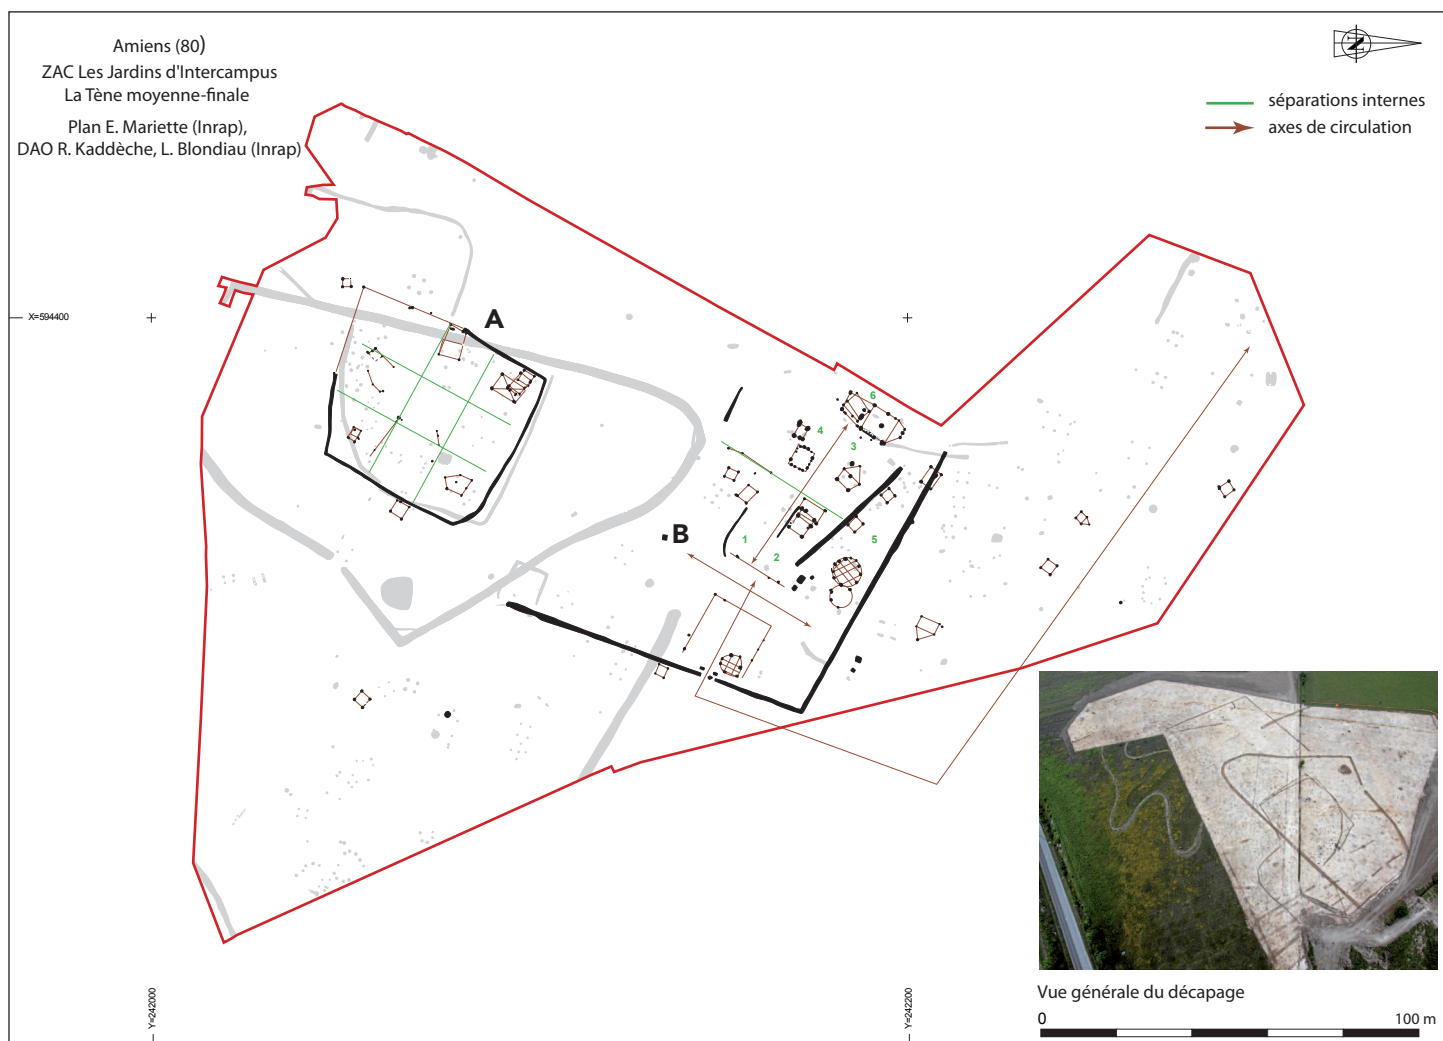 Amiens (80)
ZAC Les Jardins d'Intercampus
La Tène moyenne-finale
Plan E. Mariette (Inrap),
DAO R. Kaddèche, L. Blondiau (Inrap)
N
séparations internes
axes de circulation
X=594400
A
6
4
3
B
1
5
2
Vue générale du décapage
0 100 m
Y=242000
Y=242200